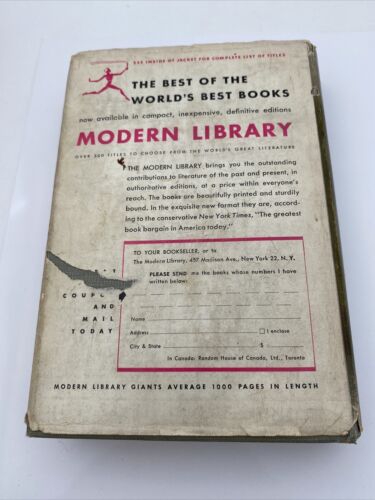 SEE INSIDE OF JACKET FOR COMPLETE LIST OF TITLES
THE BEST OF THE
WORLD'S BEST BOOKS
now available in compact, inexpensive, definitive editions
MODERN LIBRARY
OVER 300 TITLES TO CHOOSE FROM THE WORLD'S GREAT LITERATURE
THE MODERN LIBRARY brings you the outstanding
contributions to literature of the past and present, in
authoritative editions, at a price within everyone's
reach. The books are beautifully printed and sturdily
bound. In the exquisite new format they are, accord-
ing to the conservative New York Times, "The greatest
book bargain in America today."
TO YOUR BOOKSELLER, or to
The Modern Library, 457 Madison Ave., New York 22, N. Y.
PLEASE SEND me the books whose numbers I have
written below:
COUPO
AND
MAIL
TODAY
Name
Address
I enclose
City & State
$
In Canada: Random House of Canada, Ltd., Toronto
MODERN LIBRARY GIANTS AVERAGE 1000 PAGES IN LENGTH